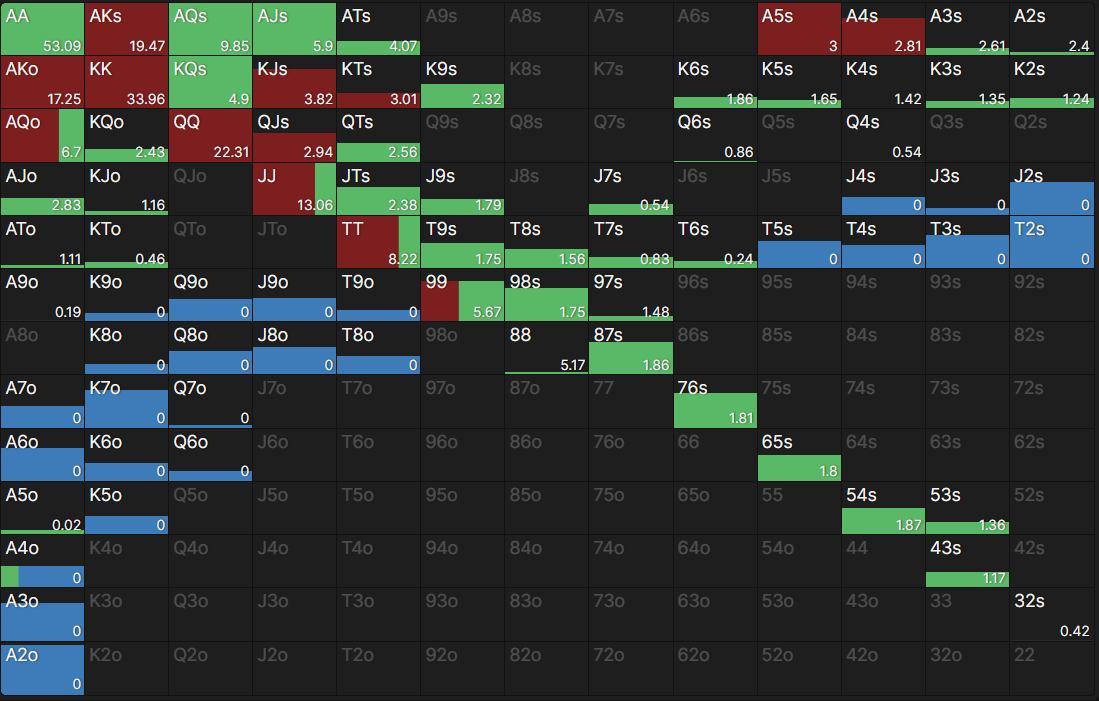 AA AKs AQs AJs ATs A9s A8s A7s A6s A5s A4s A3s A2s
53.09 19.47 9.85 5.9 4.07 3 2.81 2.61 2.4
AKo KK KQs KJs KTs K9s K8s K7s K6s K5s K4s K3s K2s
17.25 33.96 4.9 3.82 3.01 2.32 1.86 1.65 1.42 1.35 1.24
AQo KQo QQ QJs QTs Q9s Q8s Q7s Q6s Q5s Q4s Q3s Q2s
6.7 2.43 22.31 2.94 2.56 0.86 0.54
AJo KJo QJo JJ JTs J9s J8s J7s J6s J5s J4s J3s J2s
2.83 1.16 13.06 2.38 1.79 0.54 0 0 0
ATo KTo QTo JTo TT T9s T8s T7s T6s T5s T4s T3s T2s
1.11 0.46 8.22 1.75 1.56 0.83 0.24 0 0 0 0
A9o K9o Q9o J9o T9o 99 98s 97s 96s 95s 94s 93s 92s
0.19 0 0 0 0 5.67 1.75 1.48
A8o K8o Q8o J8o T8o 98o 88 87s 86s 85s 84s 83s 82s
0 0 0 0 5.17 1.86
A7o K7o Q7o J7o T7o 97o 87o 77 76s 75s 74s 73s 72s
0 0 0 1.81
A6o K6o Q6o J6o T6o 96o 86o 76o 66 65s 64s 63s 62s
0 0 0 1.8
A5o K5o Q5o J5o T5o 95o 85o 75o 65o 55 54s 53s 52s
0.02 0 1.87 1.36
A4o K4o Q4o J4o T4o 94o 84o 74o 64o 54o 44 43s 42s
0 1.17
A3o K3o Q3o J3o T3o 93o 83o 73o 63o 53o 43o 33 32s
0 0.42
A2o K2o Q2o J2o T2o 92o 82o 72o 62o 52o 42o 32o 22
0